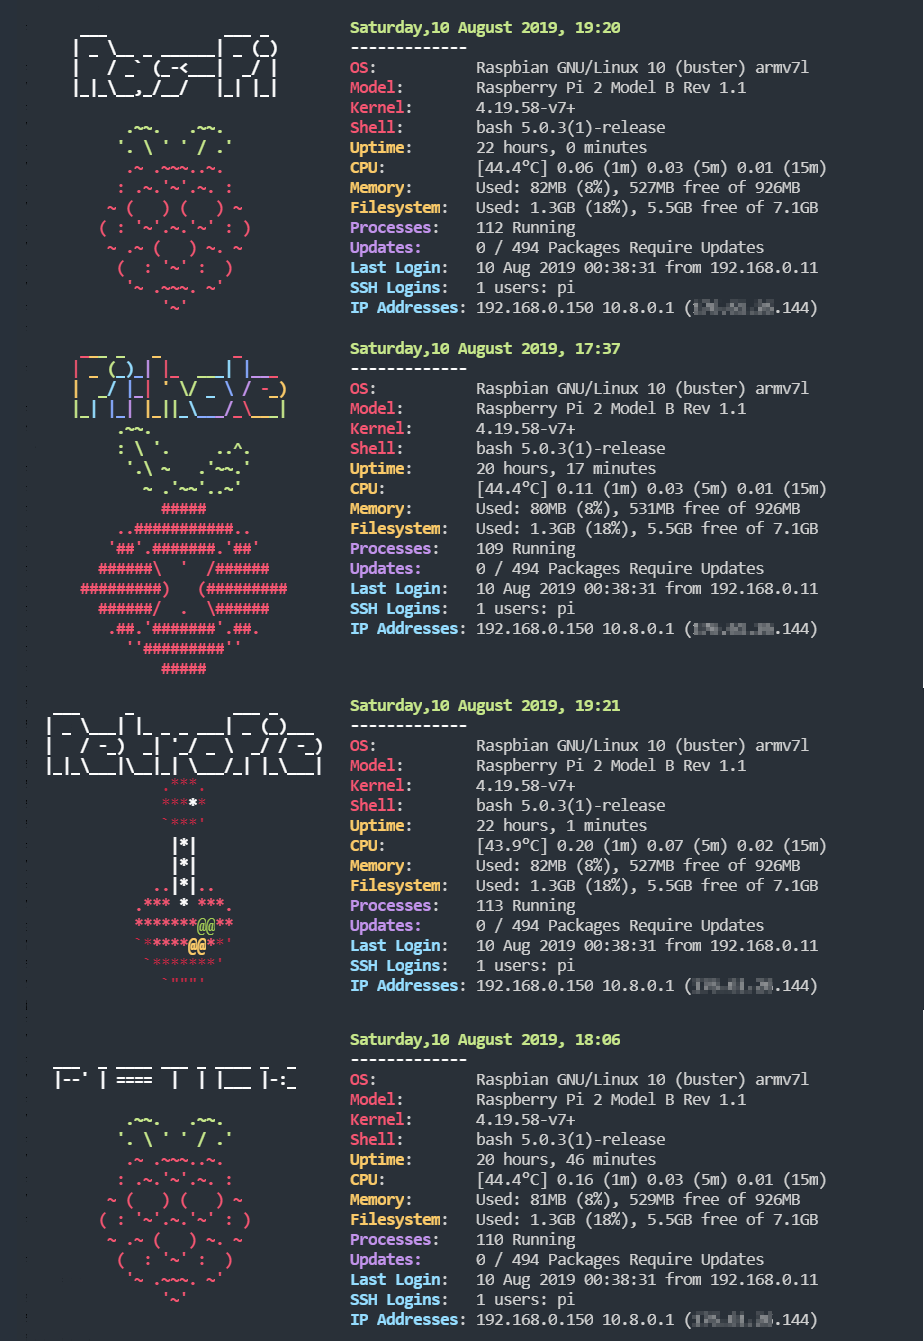 Ras-Pi
Saturday,10 August 2019, 19:20
-------------
OS: Raspbian GNU/Linux 10 (buster) armv7l
Model: Raspberry Pi 2 Model B Rev 1.1
Kernel: 4.19.58-v7+
Shell: bash 5.0.3(1)-release
Uptime: 22 hours, 0 minutes
CPU: [44.4ºC] 0.06 (1m) 0.03 (5m) 0.01 (15m)
Memory: Used: 82MB (8%), 527MB free of 926MB
Filesystem: Used: 1.3GB (18%), 5.5GB free of 7.1GB
Processes: 112 Running
Updates: 0 / 494 Packages Require Updates
Last Login: 10 Aug 2019 00:38:31 from 192.168.0.11
SSH Logins: 1 users: pi
IP Addresses: 192.168.0.150 10.8.0.1 ( .144)
PiHole
Saturday,10 August 2019, 17:37
-------------
OS: Raspbian GNU/Linux 10 (buster) armv7l
Model: Raspberry Pi 2 Model B Rev 1.1
Kernel: 4.19.58-v7+
Shell: bash 5.0.3(1)-release
Uptime: 20 hours, 17 minutes
CPU: [44.4ºC] 0.11 (1m) 0.03 (5m) 0.01 (15m)
Memory: Used: 80MB (8%), 531MB free of 926MB
Filesystem: Used: 1.3GB (18%), 5.5GB free of 7.1GB
Processes: 109 Running
Updates: 0 / 494 Packages Require Updates
Last Login: 10 Aug 2019 00:38:31 from 192.168.0.11
SSH Logins: 1 users: pi
IP Addresses: 192.168.0.150 10.8.0.1 ( .144)
Retro-Pie
Saturday,10 August 2019, 19:21
-------------
OS: Raspbian GNU/Linux 10 (buster) armv7l
Model: Raspberry Pi 2 Model B Rev 1.1
Kernel: 4.19.58-v7+
Shell: bash 5.0.3(1)-release
Uptime: 22 hours, 1 minutes
CPU: [43.9ºC] 0.20 (1m) 0.07 (5m) 0.02 (15m)
Memory: Used: 82MB (8%), 527MB free of 926MB
Filesystem: Used: 1.3GB (18%), 5.5GB free of 7.1GB
Processes: 113 Running
Updates: 0 / 494 Packages Require Updates
Last Login: 10 Aug 2019 00:38:31 from 192.168.0.11
SSH Logins: 1 users: pi
IP Addresses: 192.168.0.150 10.8.0.1 ( .144)
Saturday,10 August 2019, 18:06
-------------
OS: Raspbian GNU/Linux 10 (buster) armv7l
Model: Raspberry Pi 2 Model B Rev 1.1
Kernel: 4.19.58-v7+
Shell: bash 5.0.3(1)-release
Uptime: 20 hours, 46 minutes
CPU: [44.4ºC] 0.16 (1m) 0.03 (5m) 0.01 (15m)
Memory: Used: 81MB (8%), 529MB free of 926MB
Filesystem: Used: 1.3GB (18%), 5.5GB free of 7.1GB
Processes: 110 Running
Updates: 0 / 494 Packages Require Updates
Last Login: 10 Aug 2019 00:38:31 from 192.168.0.11
SSH Logins: 1 users: pi
IP Addresses: 192.168.0.150 10.8.0.1 ( .144)